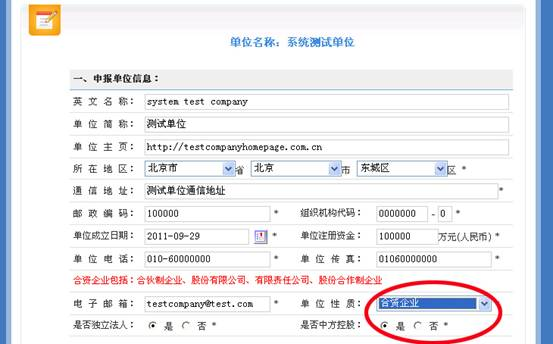 单位名称：系统测试单位
一、申报单位信息：
英文名称： system test company
单位简称： 测试单位 *
单位主页： http://testcompanyhomepage.com.cn
所在地区： 北京市 省 北京 市 东城区 区 *
通信地址： 测试单位通信地址 *
邮政编码： 100000 * 组织机构代码： 0000000 - 0 *
单位成立日期： 2011-09-29 * 单位注册资金： 100000 万元(人民币) *
单位电话： 010-60000000 * 单位传真： 01060000000 *
合资企业包括：合伙制企业、股份有限公司、有限责任公司、股份合作制企业
电子邮箱： testcompany@test.com * 单位性质： 合资企业
是否独立法人： 是 否 * 是否中方控股： 是 否 *